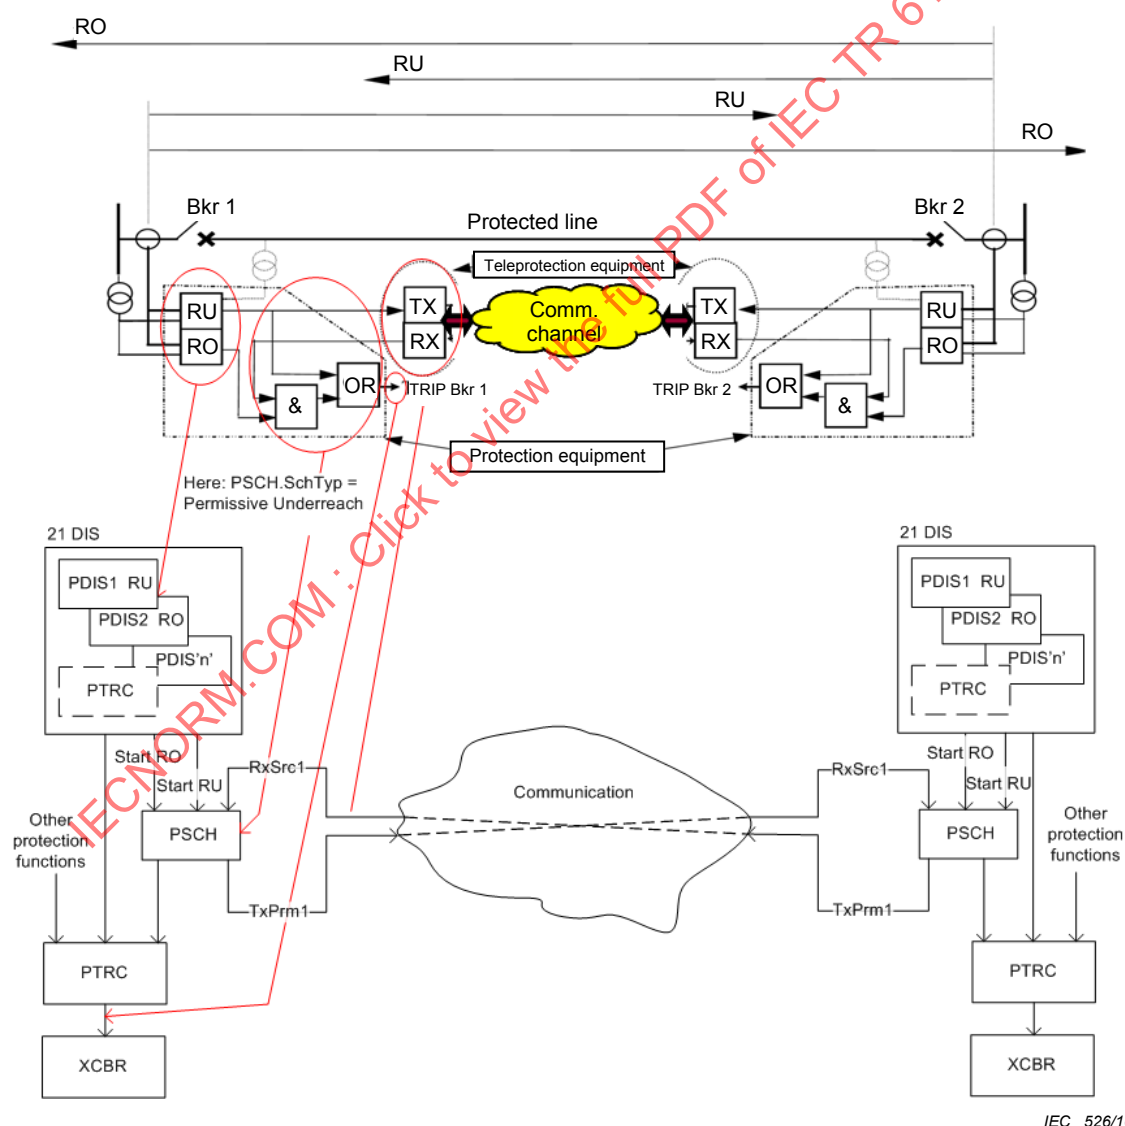 RO
RU
RU
RO
Bkr 1
Protected line
Bkr 2
Teleprotection equipment
RU
RO
TX
RX
Comm.
channel
TX
RX
RU
RO
&
OR
TRIP Bkr 1
TRIP Bkr 2
OR
&
Protection equipment
Here: PSCH.SchTyp =
Permissive Underreach
21 DIS
PDIS1 RU
PDIS2 RO
PDIS'n'
PTRC
21 DIS
PDIS1 RU
PDIS2 RO
PDIS'n'
PTRC
Start RO
Start RU
RxSrc1
Communication
RxSrc1
Start RO
Start RU
Other
protection
functions
PSCH
PSCH
Other
protection
functions
TxPrm1
TxPrm1
PTRC
PTRC
XCBR
XCBR
IEC 526/1
IECNORM.COM : Click to view the full PDF of IEC TR 6